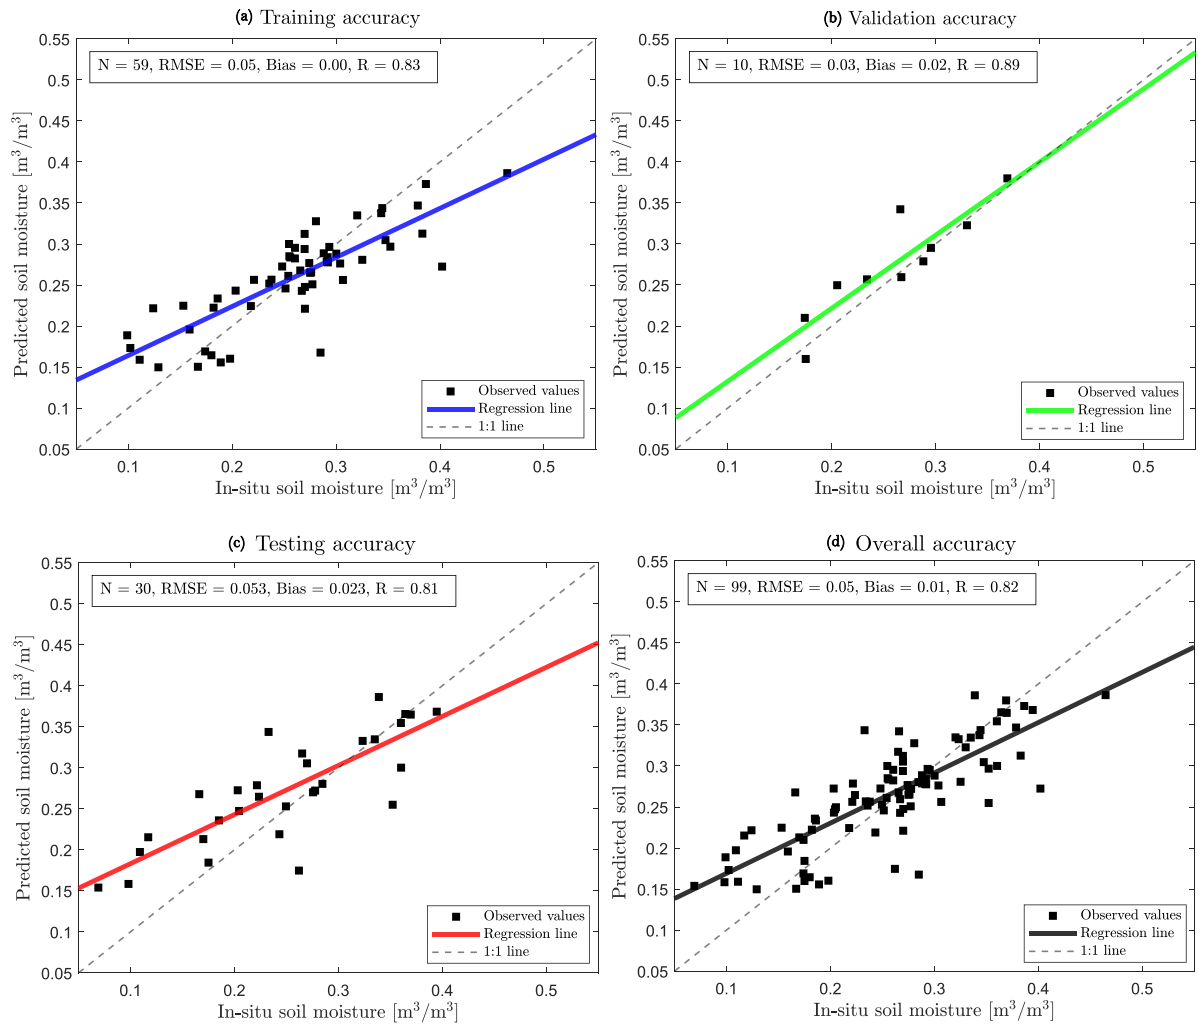 (a) Training accuracy
N = 59, RMSE = 0.05, Bias = 0.00, R = 0.83
0.55
0.5
0.45
0.4
0.35
0.3
0.25
0.2
0.15
0.1
0.05
Predicted soil moisture [m³/m³]
Observed values
Regression line
1:1 line
0.1 0.2 0.3 0.4 0.5
In-situ soil moisture [m³/m³]
(b) Validation accuracy
N = 10, RMSE = 0.03, Bias = 0.02, R = 0.89
0.55
0.5
0.45
0.4
0.35
0.3
0.25
0.2
0.15
0.1
0.05
Predicted soil moisture [m³/m³]
Observed values
Regression line
1:1 line
0.1 0.2 0.3 0.4 0.5
In-situ soil moisture [m³/m³]
(c) Testing accuracy
N = 30, RMSE = 0.053, Bias = 0.023, R = 0.81
0.55
0.5
0.45
0.4
0.35
0.3
0.25
0.2
0.15
0.1
0.05
Predicted soil moisture [m³/m³]
Observed values
Regression line
1:1 line
0.1 0.2 0.3 0.4 0.5
In-situ soil moisture [m³/m³]
(d) Overall accuracy
N = 99, RMSE = 0.05, Bias = 0.01, R = 0.82
0.55
0.5
0.45
0.4
0.35
0.3
0.25
0.2
0.15
0.1
0.05
Predicted soil moisture [m³/m³]
Observed values
Regression line
1:1 line
0.1 0.2 0.3 0.4 0.5
In-situ soil moisture [m³/m³]